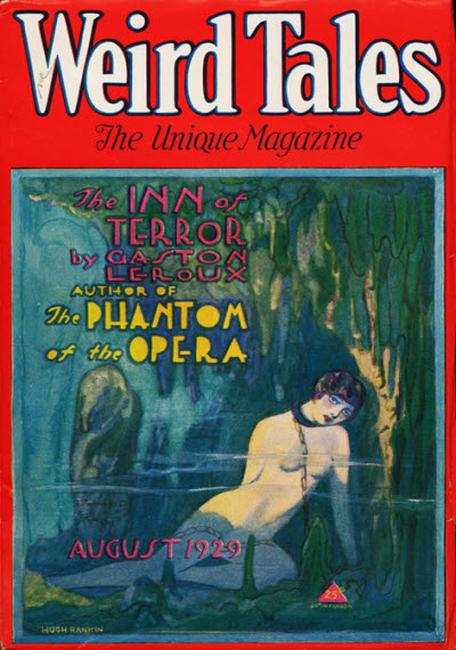 Weird Tales
The Unique Magazine
The INN of
TERROR
by GASTON
LEROUX
AUTHOR OF
The PHANTOM
of the OPERA
AUGUST 1929
25¢
HUGH RANKIN